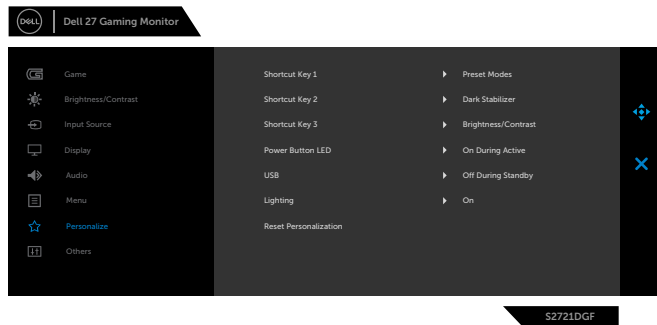 DELL
Dell 27 Gaming Monitor
Game
Shortcut Key 1 Preset Modes
Brightness/Contrast
Shortcut Key 2 Dark Stabilizer
Input Source
Shortcut Key 3 Brightness/Contrast
Display
Power Button LED On During Active
Audio
USB Off During Standby
Menu
Lighting On
Personalize
Reset Personalization
Others
S2721DGF